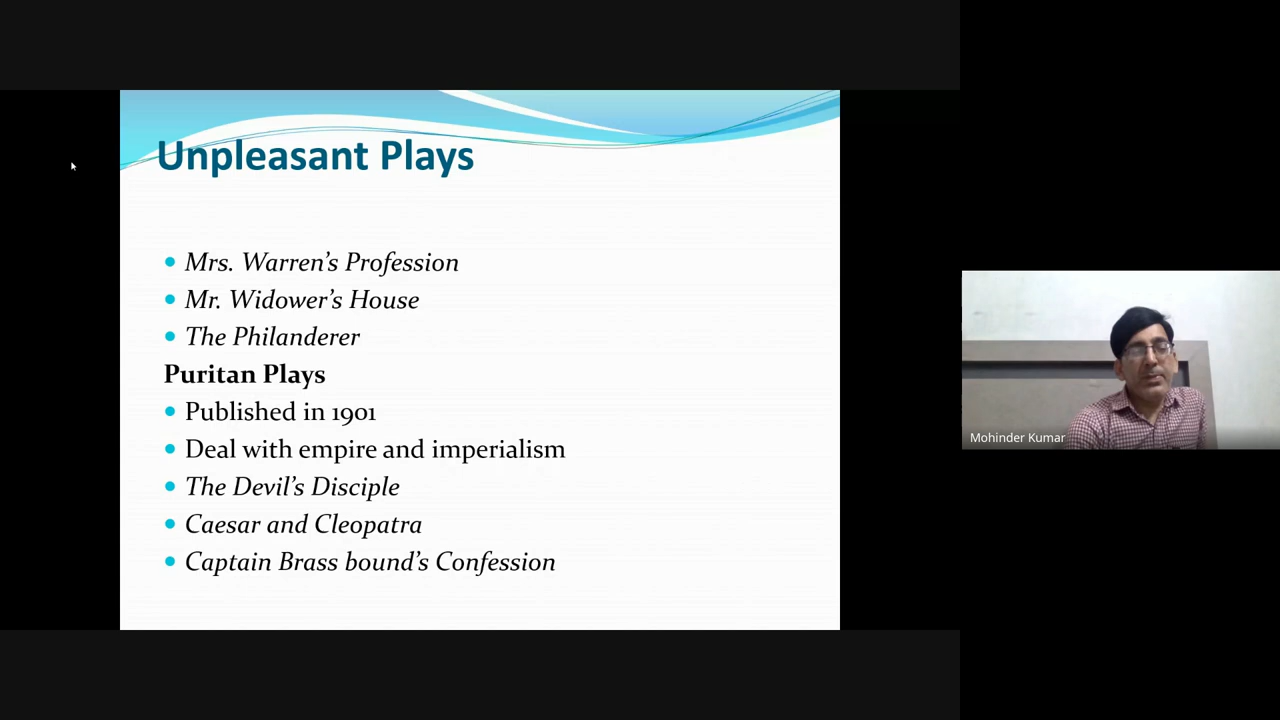 Unpleasant Plays
Mrs. Warren's Profession
Mr. Widower's House
The Philanderer
Puritan Plays
Published in 1901
Deal with empire and imperialism
The Devil's Disciple
Caesar and Cleopatra
Captain Brass bound's Confession
Mohinder Kumar